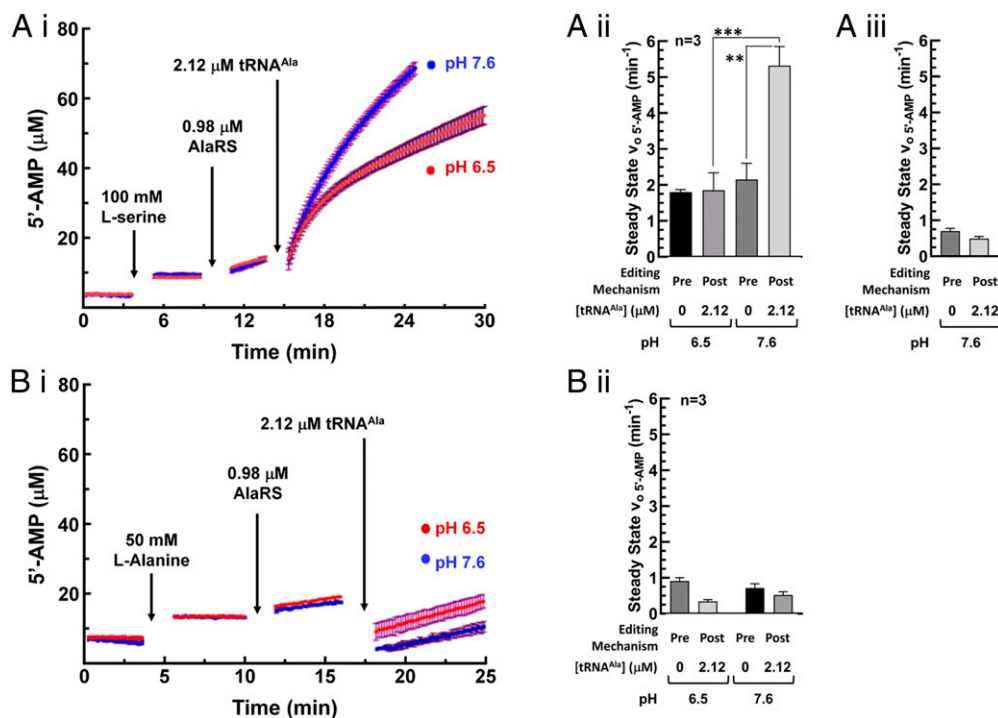 A i
5'-AMP (μM)
80
60
40
20
0
6
12
18
24
30
Time (min)
100 mM
L-serine
0.98 μM
AlaRS
2.12 μM tRNAᴬˡᵃ
pH 7.6
pH 6.5
A ii
Steady State vₒ 5'-AMP (min⁻¹)
6
5
4
3
2
1
0
n=3
***
**
Editing
Mechanism
Pre Post Pre Post
[tRNAᴬˡᵃ] (μM)
0 2.12 0 2.12
pH
6.5 7.6
A iii
Steady State vₒ 5'-AMP (min⁻¹)
6
5
4
3
2
1
0
Editing
Mechanism
Pre Post
[tRNAᴬˡᵃ] (μM)
0 2.12
pH
7.6
B i
5'-AMP (μM)
80
60
40
20
0
5
10
15
20
25
Time (min)
50 mM
L-Alanine
0.98 μM
AlaRS
2.12 μM tRNAᴬˡᵃ
pH 6.5
pH 7.6
B ii
Steady State vₒ 5'-AMP (min⁻¹)
6
5
4
3
2
1
0
n=3
Editing
Mechanism
Pre Post Pre Post
[tRNAᴬˡᵃ] (μM)
0 2.12 0 2.12
pH
6.5 7.6